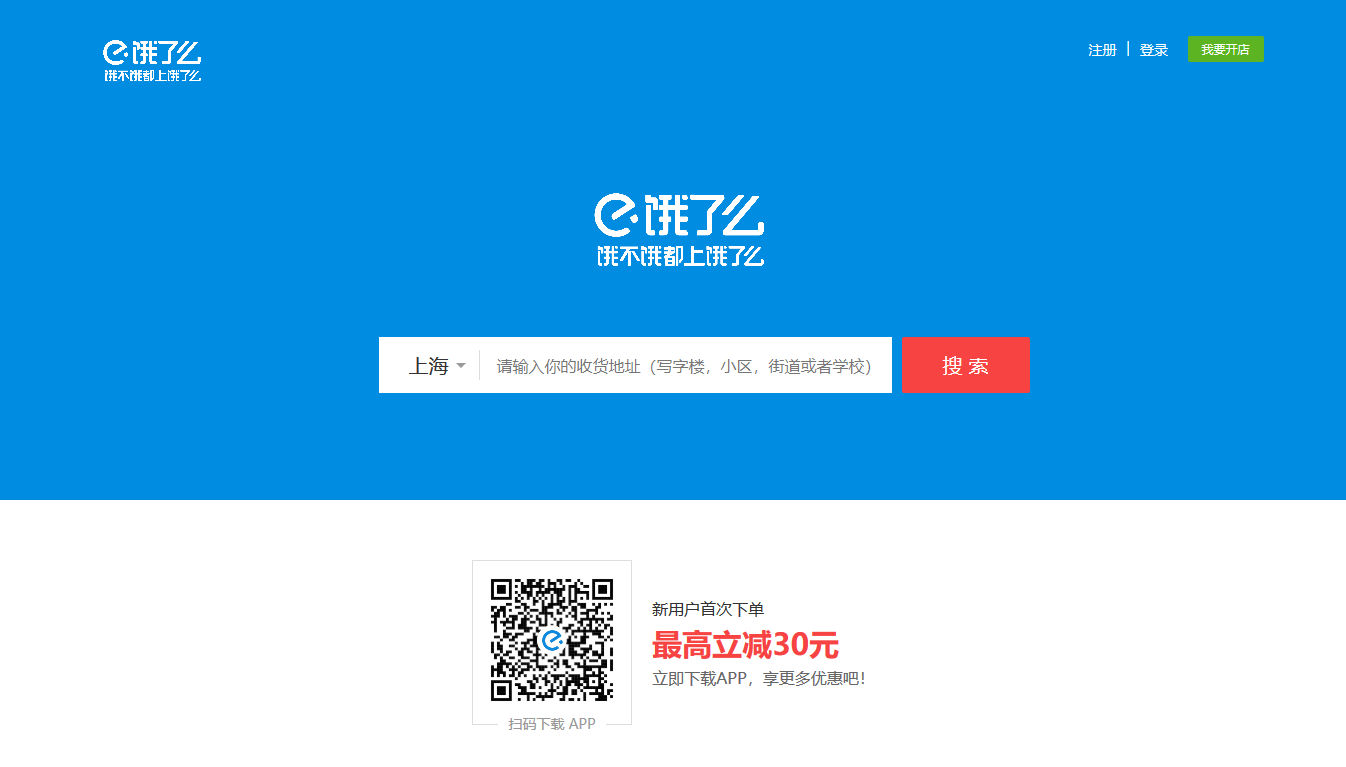 饿了么
饿不饿都上饿了么
注册 | 登录
我要开店
饿了么
饿不饿都上饿了么
上海
请输入你的收货地址（写字楼，小区，街道或者学校）
搜 索
新用户首次下单
最高立减30元
立即下载APP，享更多优惠吧！
扫码下载 APP